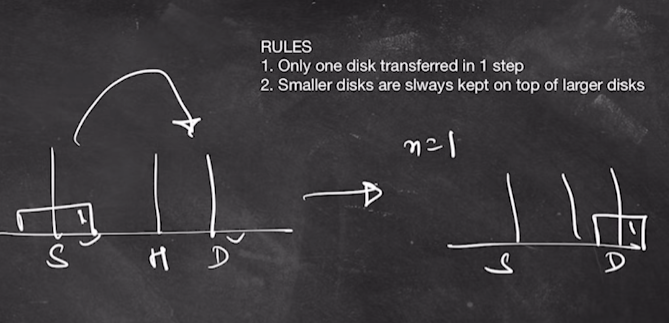 RULES
1. Only one disk transferred in 1 step
2. Smaller disks are slways kept on top of larger disks
n=1
1
1
S H D
S D